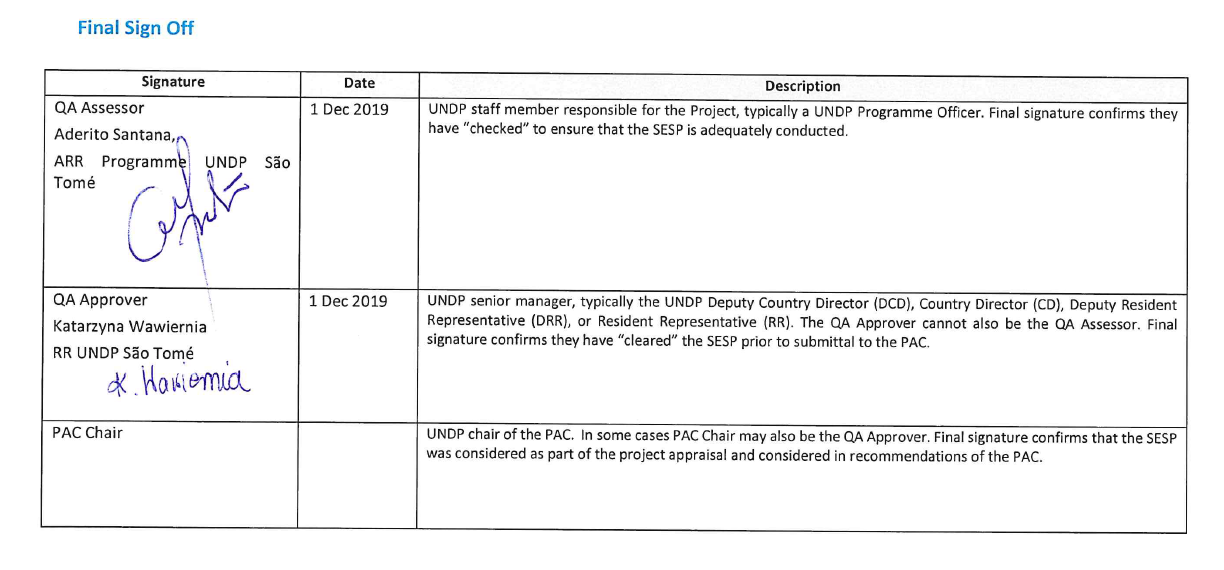 Final Sign Off
Signature
Date
Description
QA Assessor
Aderito Santana,
ARR Programme UNDP São
Tomé
1 Dec 2019
UNDP staff member responsible for the Project, typically a UNDP Programme Officer. Final signature confirms they
have “checked” to ensure that the SESP is adequately conducted.
QA Approver
Katarzyna Wawiernia
RR UNDP São Tomé
K. Wawiernia
1 Dec 2019
UNDP senior manager, typically the UNDP Deputy Country Director (DCD), Country Director (CD), Deputy Resident
Representative (DRR), or Resident Representative (RR). The QA Approver cannot also be the QA Assessor. Final
signature confirms they have “cleared” the SESP prior to submittal to the PAC.
PAC Chair
UNDP chair of the PAC. In some cases PAC Chair may also be the QA Approver. Final signature confirms that the SESP
was considered as part of the project appraisal and considered in recommendations of the PAC.